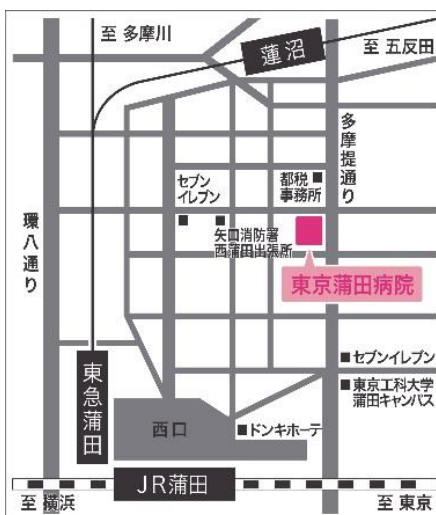 至 多摩川
蓮沼
至 五反田
多摩提通り
セブン
イレブン
都税
事務所
環八通り
矢口消防署
西蒲田出張所
東京蒲田病院
セブンイレブン
東急蒲田
東京工科大学
蒲田キャンパス
西口
ドンキホーテ
JR蒲田
至 横浜
至 東京